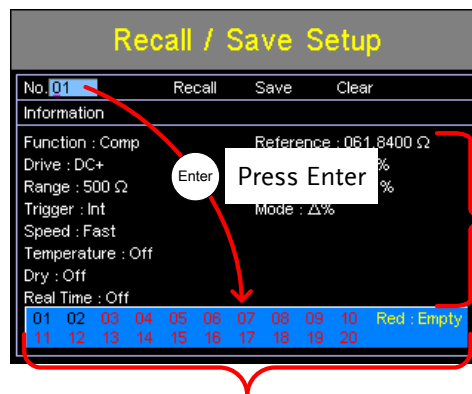 Recall / Save Setup
No. 01 Recall Save Clear
Information
Function : Comp Reference : 061.8400 Ω
Drive : DC+ %
Range : 500 Ω %
Trigger : Int Mode : Δ%
Speed : Fast
Temperature : Off
Dry : Off
Real Time : Off
Enter
Press Enter
01 02 03 04 05 06 07 08 09 10 Red : Empty
11 12 13 14 15 16 17 18 19 20